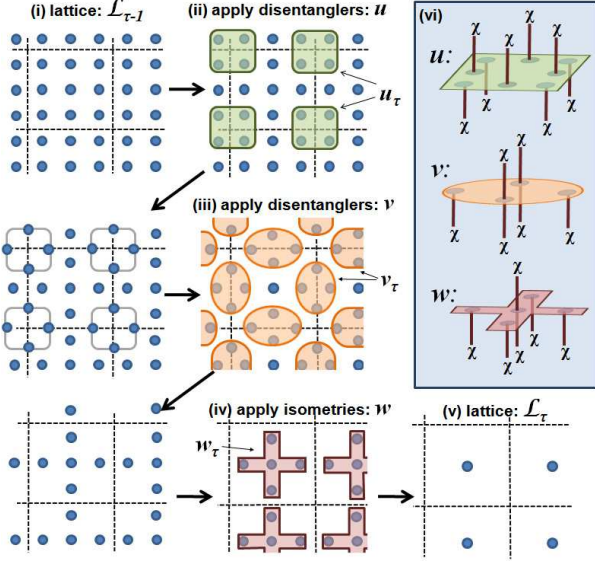 (i) lattice: ℒτ-1
(ii) apply disentanglers: u
uτ
(iii) apply disentanglers: v
vτ
(iv) apply isometries: w
wτ
(v) lattice: ℒτ
(vi)
χ
χ χ χ
u:
χ χ
χ χ
χ
v: χ
χ χ
χ χ
χ
w:
χ χ χ χ
χ